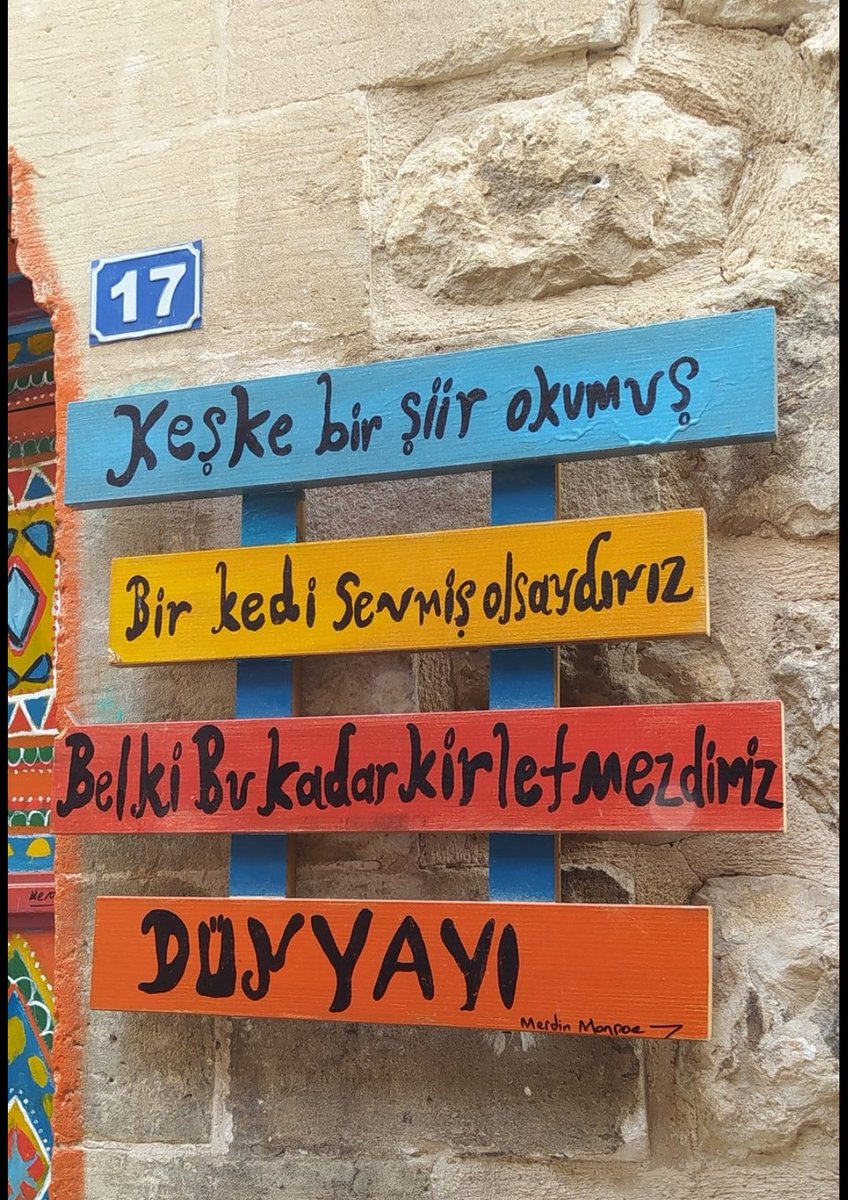 17
Keşke bir şiir okumuş
Bir kedi Sevmiş olsaydınız
Belki Bu kadar kirletmezdiniz
DÜNYAYI
Merdin Monroe